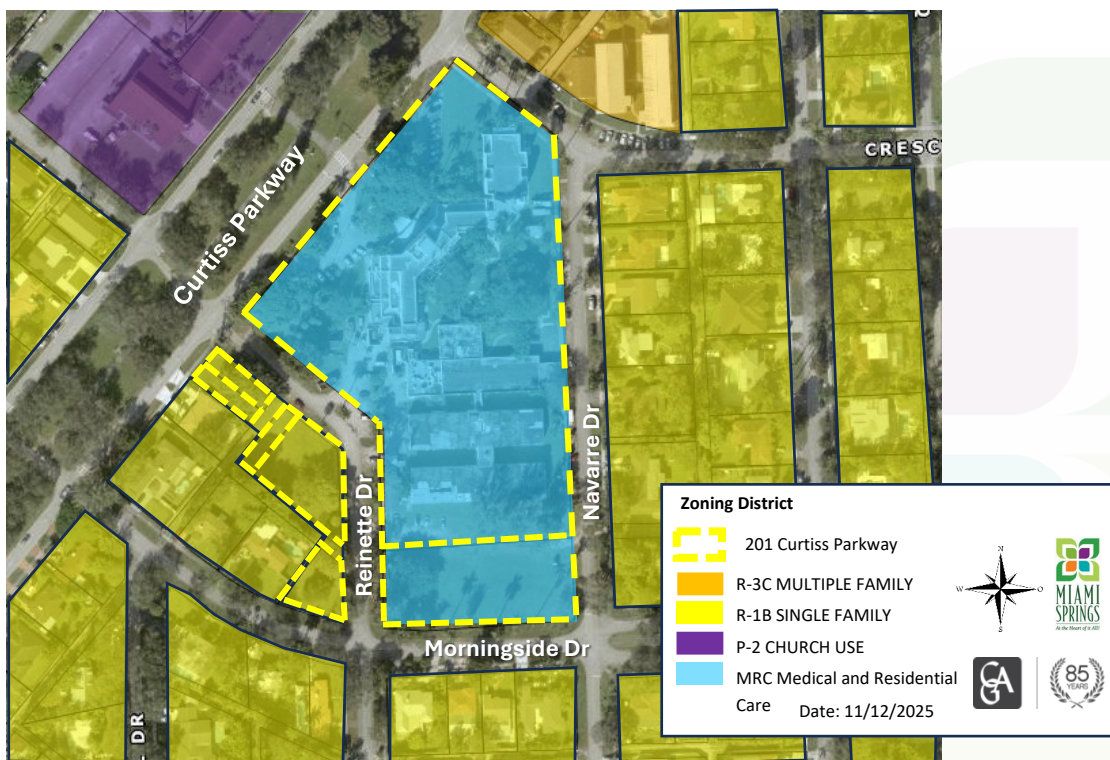 Curtiss Parkway
CRESC
Navarre Dr
Reinette Dr
Morningside Dr
DR
Zoning District
201 Curtiss Parkway
R-3C MULTIPLE FAMILY
R-1B SINGLE FAMILY
P-2 CHURCH USE
MRC Medical and Residential
Care
Date: 11/12/2025
N
W
O
S
MIAMI
SPRINGS
CGA
85
YEARS